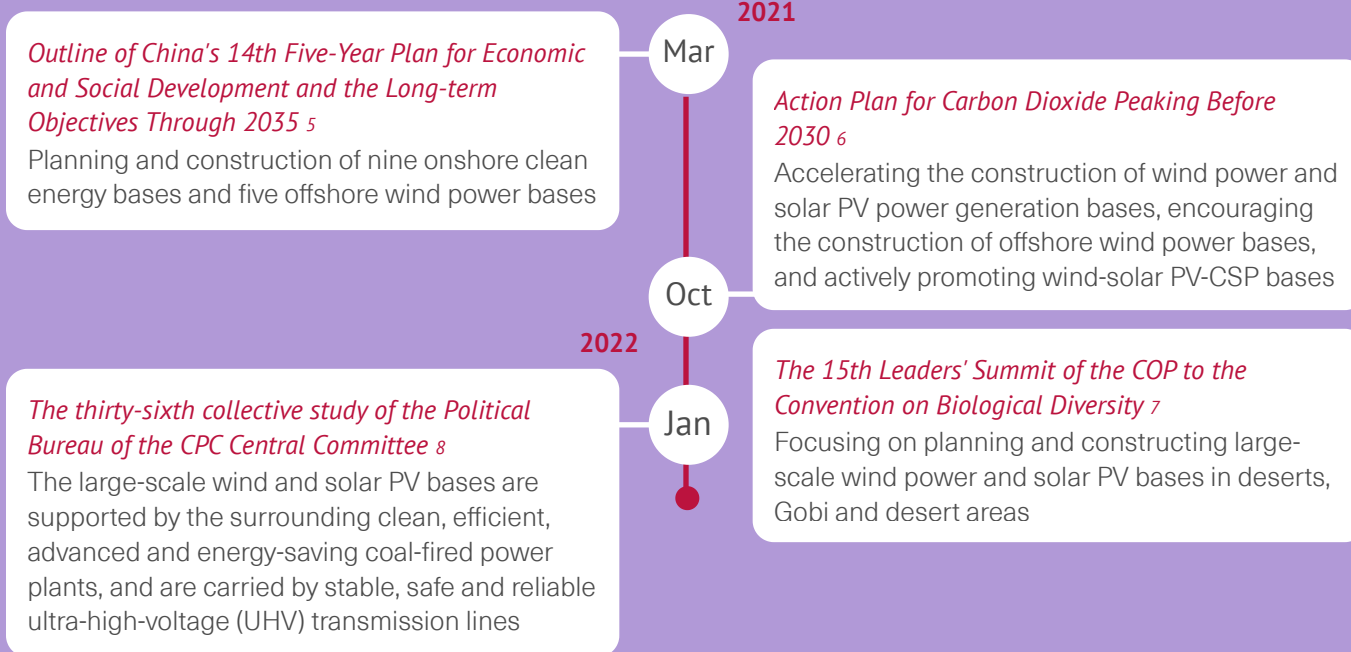 2021
Mar
Outline of China's 14th Five-Year Plan for Economic
and Social Development and the Long-term
Objectives Through 2035 5
Planning and construction of nine onshore clean
energy bases and five offshore wind power bases
Oct
Action Plan for Carbon Dioxide Peaking Before
2030 6
Accelerating the construction of wind power and
solar PV power generation bases, encouraging
the construction of offshore wind power bases,
and actively promoting wind-solar PV-CSP bases
The 15th Leaders' Summit of the COP to the
Convention on Biological Diversity 7
Focusing on planning and constructing large-
scale wind power and solar PV bases in deserts,
Gobi and desert areas
2022
Jan
The thirty-sixth collective study of the Political
Bureau of the CPC Central Committee 8
The large-scale wind and solar PV bases are
supported by the surrounding clean, efficient,
advanced and energy-saving coal-fired power
plants, and are carried by stable, safe and reliable
ultra-high-voltage (UHV) transmission lines